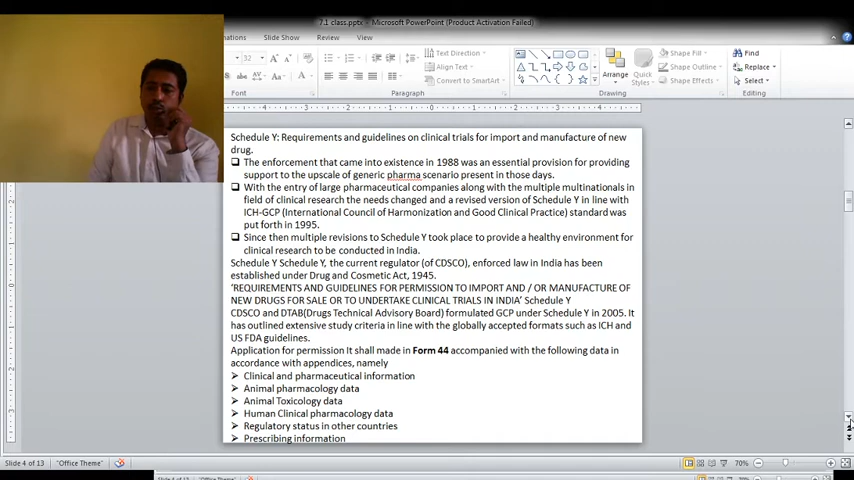 7.1 class.pptx - Microsoft PowerPoint (Product Activation Failed)
Slide Show Review View
32
Text Direction
Align Text
Convert to SmartArt
Arrange
Quick Styles
Shape Fill
Shape Outline
Shape Effects
Find
Replace
Select
Paragraph
Drawing
Editing
Schedule Y: Requirements and guidelines on clinical trials for import and manufacture of new
drug.
The enforcement that came into existence in 1988 was an essential provision for providing
support to the upscale of generic pharma scenario present in those days.
With the entry of large pharmaceutical companies along with the multiple multinationals in
field of clinical research the needs changed and a revised version of Schedule Y in line with
ICH-GCP (International Council of Harmonization and Good Clinical Practice) standard was
put forth in 1995.
Since then multiple revisions to Schedule Y took place to provide a healthy environment for
clinical research to be conducted in India.
Schedule Y Schedule Y, the current regulator (of CDSCO), enforced law in India has been
established under Drug and Cosmetic Act, 1945.
‘REQUIREMENTS AND GUIDELINES FOR PERMISSION TO IMPORT AND / OR MANUFACTURE OF
NEW DRUGS FOR SALE OR TO UNDERTAKE CLINICAL TRIALS IN INDIA’ Schedule Y
CDSCO and DTAB(Drugs Technical Advisory Board) formulated GCP under Schedule Y in 2005. It
has outlined extensive study criteria in line with the globally accepted formats such as ICH and
US FDA guidelines.
Application for permission It shall made in Form 44 accompanied with the following data in
accordance with appendices, namely
Clinical and pharmaceutical information
Animal pharmacology data
Animal Toxicology data
Human Clinical pharmacology data
Regulatory status in other countries
Prescribing information
Slide 4 of 13 "Office Theme" 70%